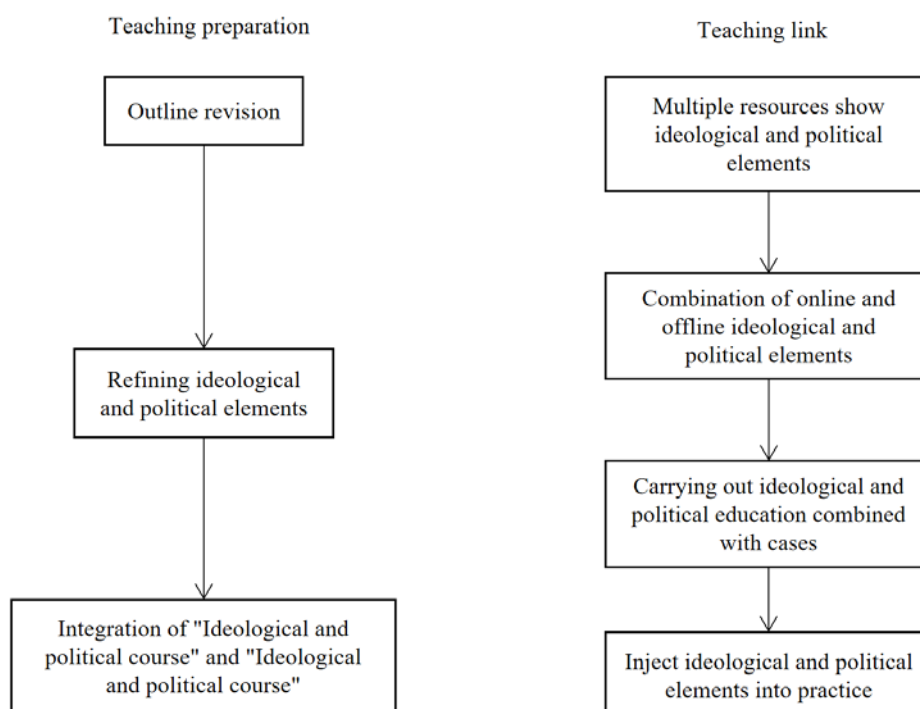 Teaching preparation
Outline revision
Refining ideological
and political elements
Integration of "Ideological and
political course" and "Ideological
and political course"
Teaching link
Multiple resources show
ideological and political
elements
Combination of online and
offline ideological and
political elements
Carrying out ideological and
political education combined
with cases
Inject ideological and political
elements into practice